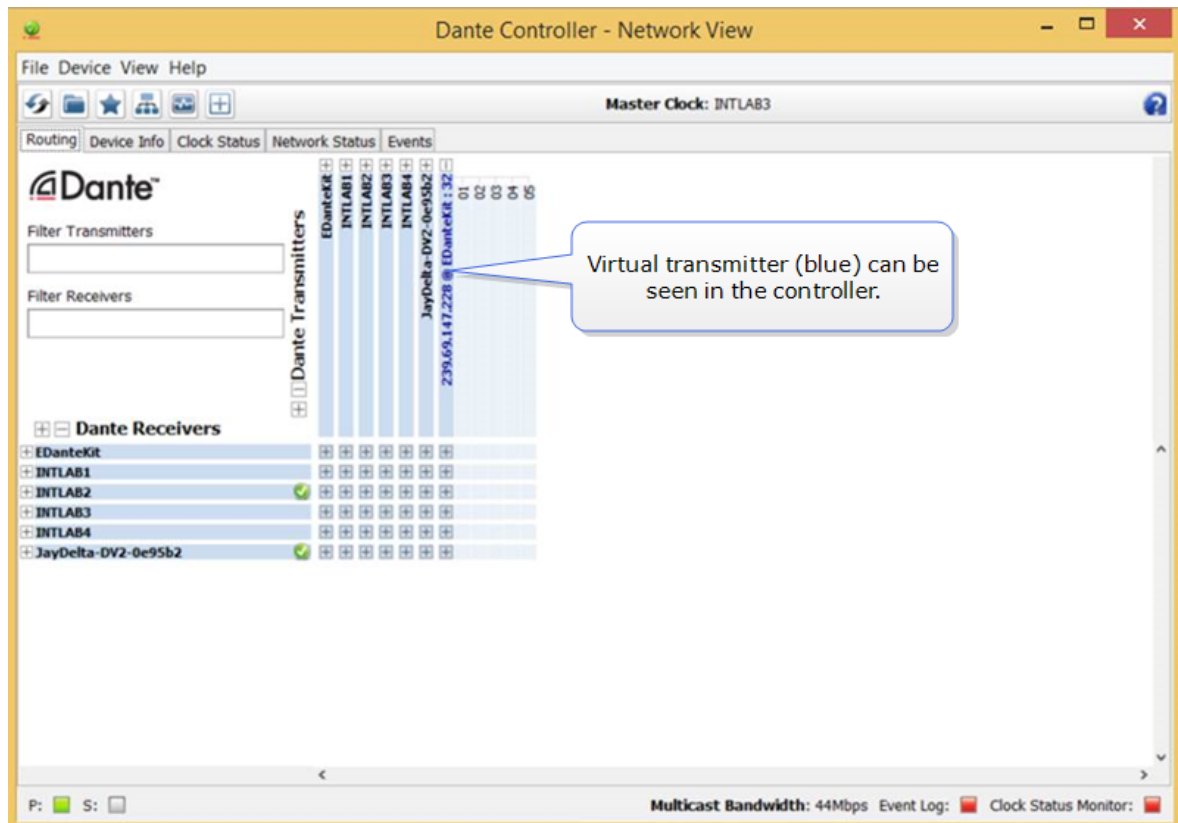 Dante Controller - Network View
File Device View Help
Master Clock: INTLAB3
Routing Device Info Clock Status Network Status Events
Dante™
Filter Transmitters
Filter Receivers
Dante Transmitters
EDanteKit
INTLAB1
INTLAB2
INTLAB3
INTLAB4
JayDelta-DV2-0e95b2
239.69.147.228 @ EDanteKit : 32
01
02
03
04
05
Virtual transmitter (blue) can be
seen in the controller.
Dante Receivers
EDanteKit
INTLAB1
INTLAB2
INTLAB3
INTLAB4
JayDelta-DV2-0e95b2
P: S: Multicast Bandwidth: 44Mbps Event Log: Clock Status Monitor: